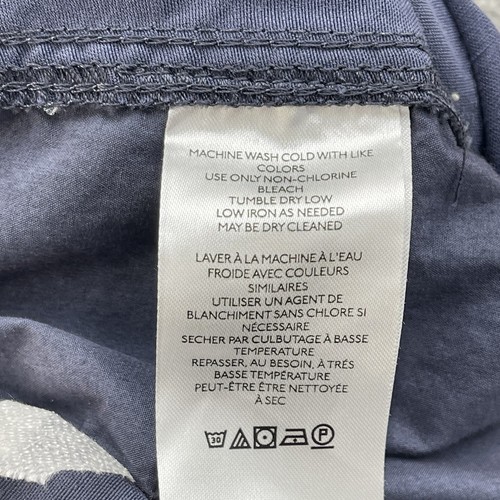 MACHINE WASH COLD WITH LIKE
COLORS
USE ONLY NON-CHLORINE
BLEACH
TUMBLE DRY LOW
LOW IRON AS NEEDED
MAY BE DRY CLEANED
LAVER À LA MACHINE À L'EAU
FROIDE AVEC COULEURS
SIMILAIRES
UTILISER UN AGENT DE
BLANCHIMENT SANS CHLORE SI
NÉCESSAIRE
SECHER PAR CULBUTAGE À BASSE
TEMPERATURE
REPASSER, AU BESOIN, À TRÉS
BASSE TEMPÉRATURE
PEUT-ÊTRE ÊTRE NETTOYÉE
À SEC
30 P